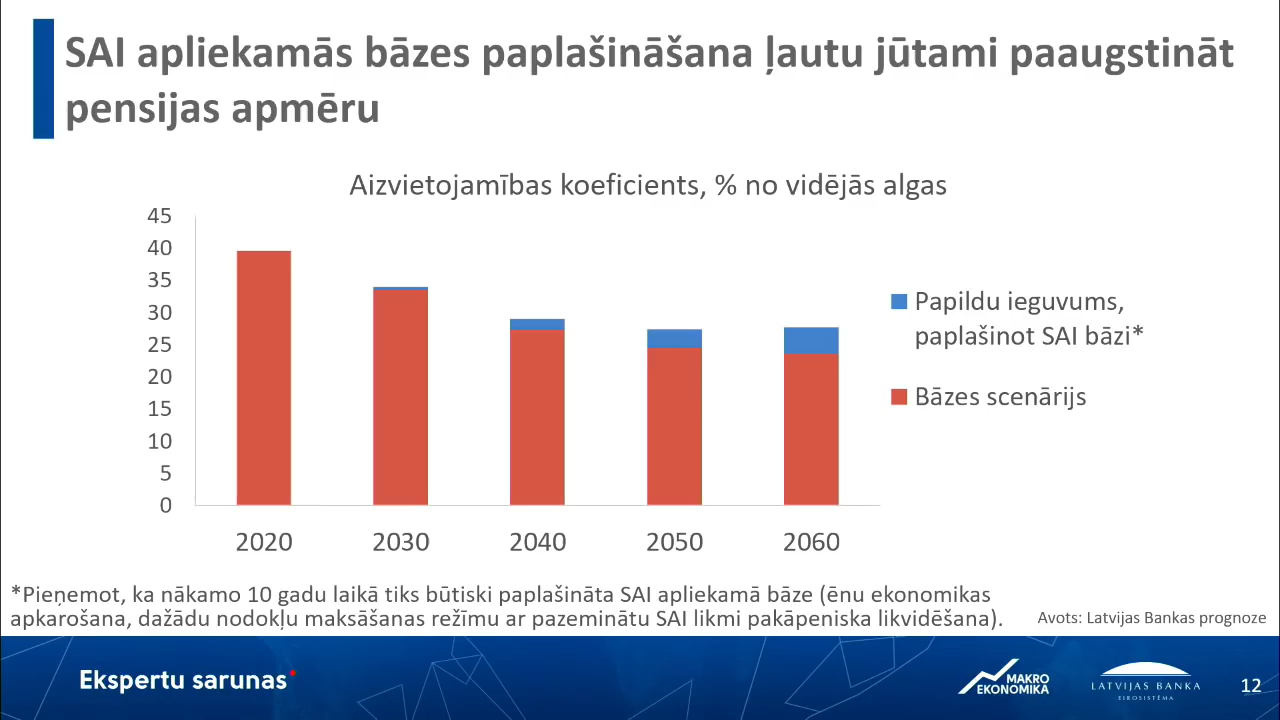 SAI apliekamās bāzes paplašināšana ļautu jūtami paaugstināt
pensijas apmēru
Aizvietojamības koeficients, % no vidējās algas
45
40
35
30
25
20
15
10
5
0
2020 2030 2040 2050 2060
Papildu ieguvums,
paplašinot SAI bāzi*
Bāzes scenārijs
*Pieņemot, ka nākamo 10 gadu laikā tiks būtiski paplašināta SAI apliekamā bāze (ēnu ekonomikas
apkarošana, dažādu nodokļu maksāšanas režīmu ar pazeminātu SAI likmi pakāpeniska likvidēšana).
Avots: Latvijas Bankas prognoze
Ekspertu sarunas
MAKRO
EKONOMIKA
LATVIJAS BANKA
EIROSISTĒMA
12